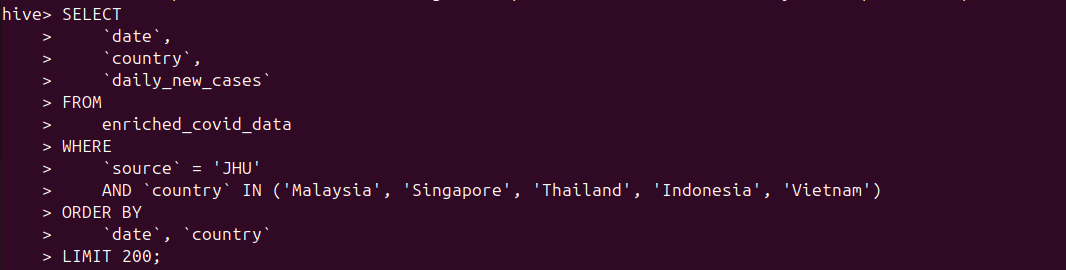 hive> SELECT
    >     `date`,
    >     `country`,
    >     `daily_new_cases`
    > FROM
    >     enriched_covid_data
    > WHERE
    >     `source` = 'JHU'
    >     AND `country` IN ('Malaysia', 'Singapore', 'Thailand', 'Indonesia', 'Vietnam')
    > ORDER BY
    >     `date`, `country`
    > LIMIT 200;